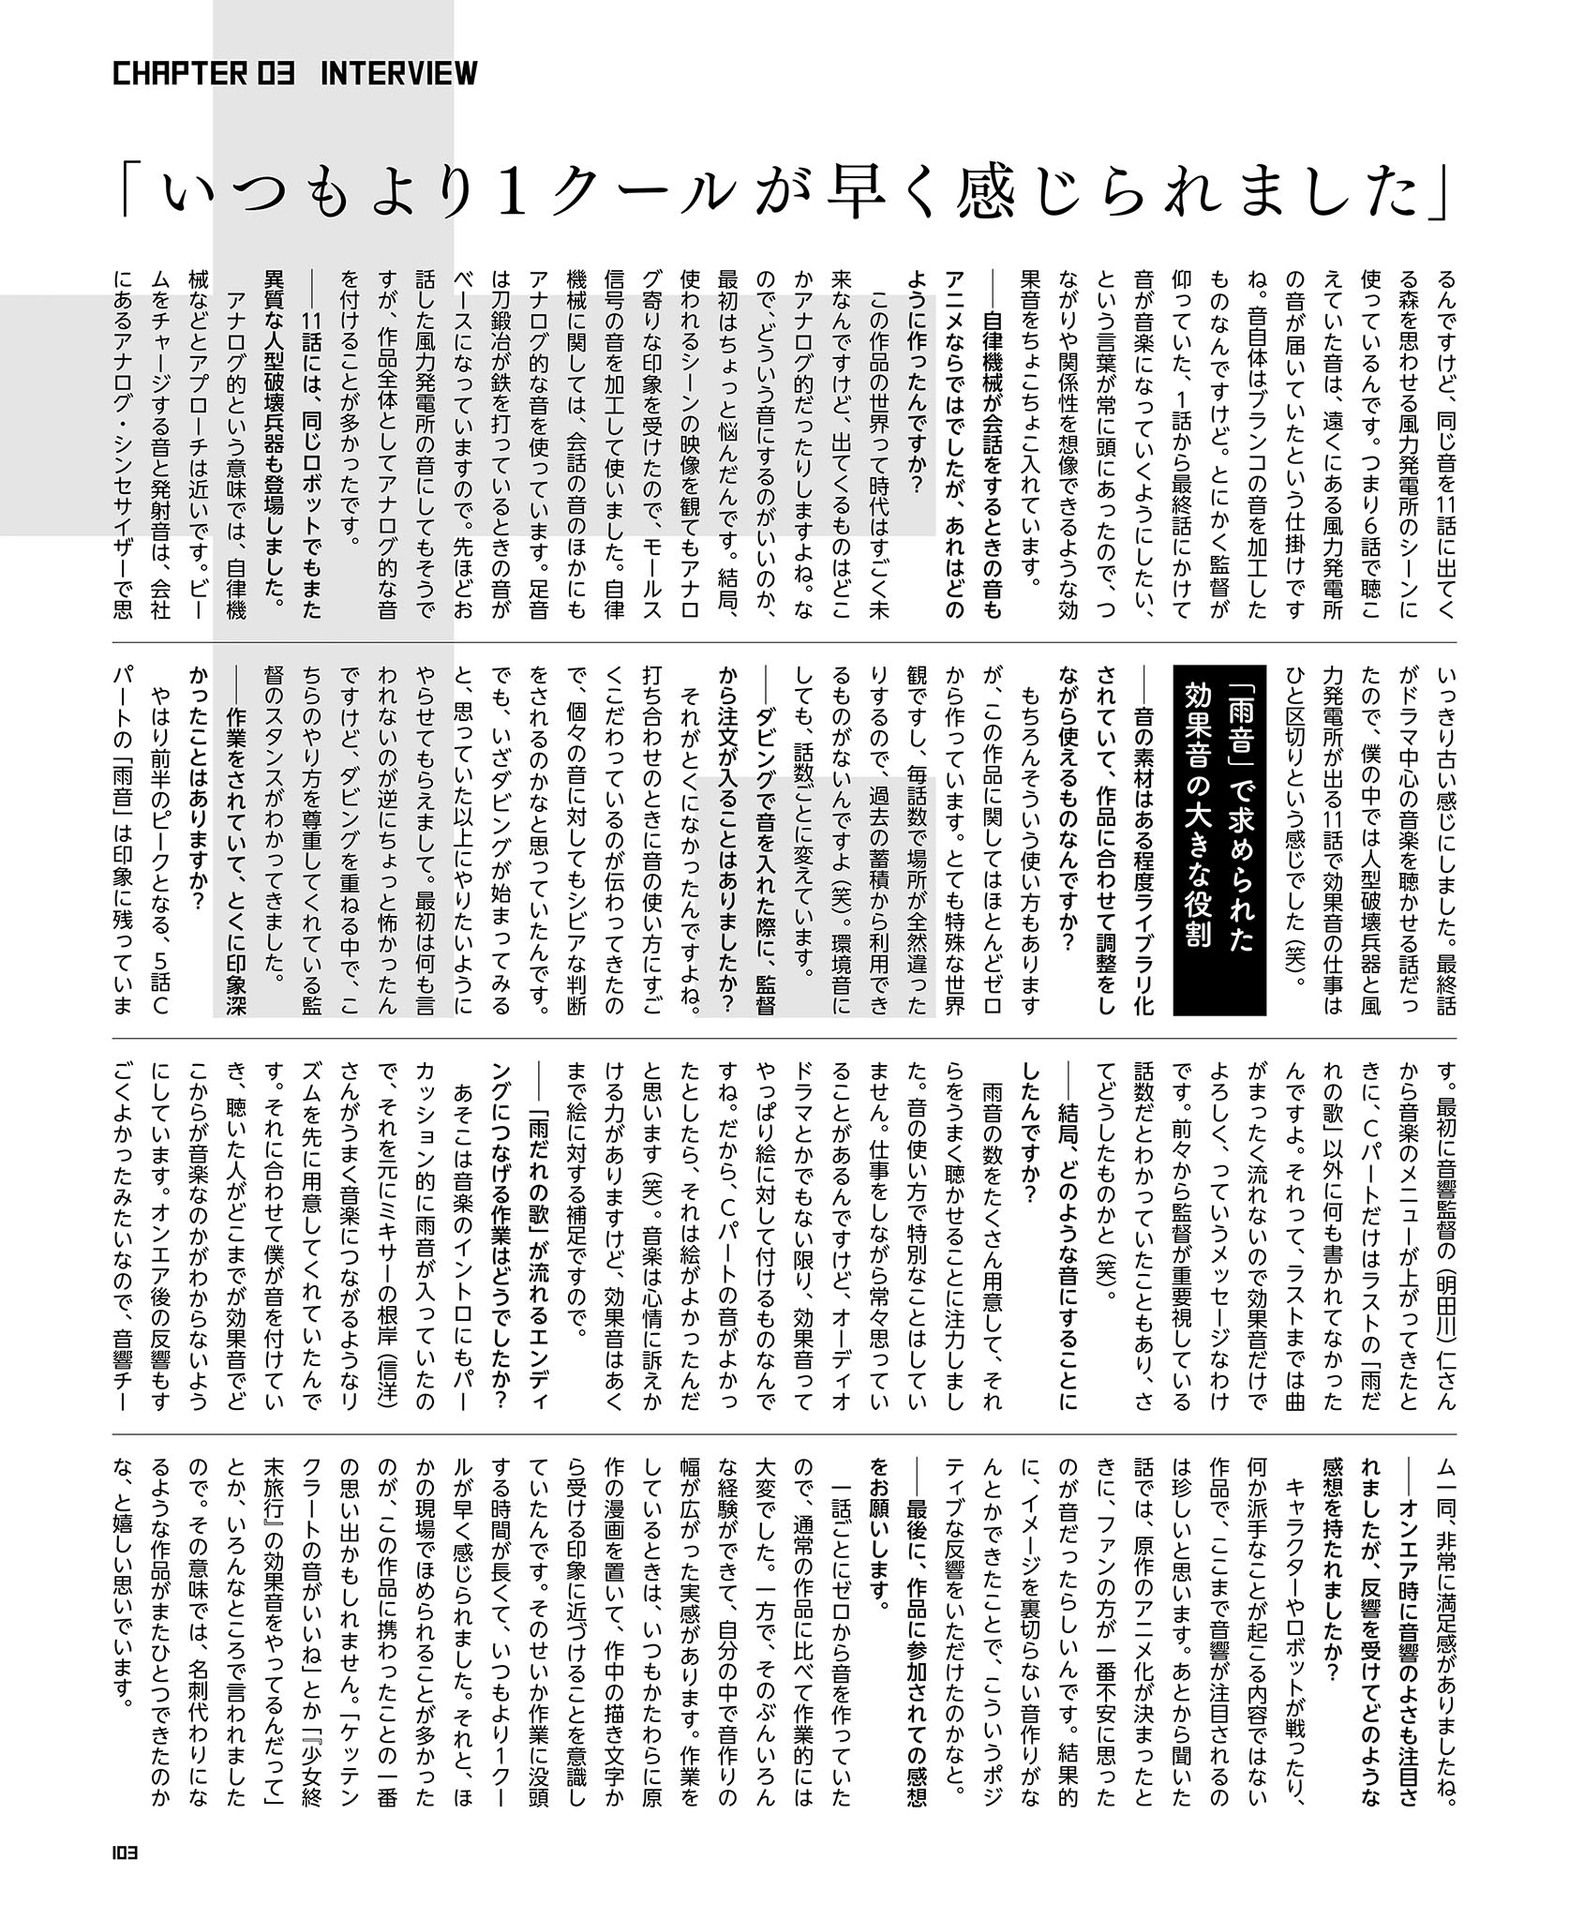 CHAPTER 03 INTERVIEW
「いつもより1クールが早く感じられました」
るんですけど、同じ音を11話に出てく
る森を思わせる風力発電所のシーンに
使っているんです。つまり6話で聴こ
えていた音は、遠くにある風力発電所
の音が届いていたという仕掛けです
ね。音自体はブランコの音を加工した
ものなんですけど。とにかく監督が
仰っていた、1話から最終話にかけて
音が音楽になっていくようにしたい、
という言葉が常に頭にあったので、つ
ながりや関係性を想像できるような効
果音をちょこちょこ入れています。
――自律機械が会話をするときの音も
アニメならではでしたが、あれはどの
ように作ったんですか?
この作品の世界って時代はすごく未
来なんですけど、出てくるものはどこ
かアナログ的だったりしますよね。な
ので、どういう音にするのがいいのか、
最初はちょっと悩んだんです。結局、
使われるシーンの映像を観てもアナロ
グ寄りな印象を受けたので、モールス
信号の音を加工して使いました。自律
機械に関しては、会話の音のほかにも
アナログ的な音を使っています。足音
は刀鍛冶が鉄を打っているときの音が
ベースになっていますので。先ほどお
話した風力発電所の音にしてもそうで
すが、作品全体としてアナログ的な音
を付けることが多かったです。
――11話には、同じロボットでもまた
異質な人型破壊兵器も登場しました。
アナログ的という意味では、自律機
械などとアプローチは近いです。ビー
ムをチャージする音と発射音は、会社
にあるアナログ・シンセサイザーで思
いっきり古い感じにしました。最終話
がドラマ中心の音楽を聴かせる話だっ
たので、僕の中では人型破壊兵器と風
力発電所が出る11話で効果音の仕事は
ひと区切りという感じでした(笑)。
「雨音」で求められた
効果音の大きな役割
――音の素材はある程度ライブラリ化
されていて、作品に合わせて調整をし
ながら使えるものなんですか?
もちろんそういう使い方もあります
が、この作品に関してはほとんどゼロ
から作っています。とても特殊な世界
観ですし、毎話数で場所が全然違った
りするので、過去の蓄積から利用でき
るものがないんですよ(笑)。環境音に
しても、話数ごとに変えています。
――ダビングで音を入れた際に、監督
から注文が入ることはありましたか?
それがとくになかったんですよね。
打ち合わせのときに音の使い方にすご
くこだわっているのが伝わってきたの
で、個々の音に対してもシビアな判断
をされるのかなと思っていたんです。
でも、いざダビングが始まってみる
と、思っていた以上にやりたいように
やらせてもらえまして。最初は何も言
われないのが逆にちょっと怖かったん
ですけど、ダビングを重ねる中で、こ
ちらのやり方を尊重してくれている監
督のスタンスがわかってきました。
――作業をされていて、とくに印象深
かったことはありますか?
やはり前半のピークとなる、5話C
パートの「雨音」は印象に残っていま
す。最初に音響監督の(明田川)仁さん
から音楽のメニューが上がってきたと
きに、Cパートだけはラストの「雨だ
れの歌」以外に何も書かれてなかった
んですよ。それって、ラストまでは曲
がまったく流れないので効果音だけで
よろしく、っていうメッセージなわけ
です。前々から監督が重要視している
話数だとわかっていたこともあり、さ
てどうしたものかと(笑)。
――結局、どのような音にすることに
したんですか?
雨音の数をたくさん用意して、それ
らをうまく聴かせることに注力しまし
た。音の使い方で特別なことはしてい
ません。仕事をしながら常々思ってい
ることがあるんですけど、オーディオ
ドラマとかでもない限り、効果音って
やっぱり絵に対して付けるものなんで
すね。だから、Cパートの音がよかっ
たとしたら、それは絵がよかったんだ
と思います(笑)。音楽は心情に訴えか
ける力がありますけど、効果音はあく
まで絵に対する補足ですので。
――「雨だれの歌」が流れるエンディ
ングにつなげる作業はどうでしたか?
あそこは音楽のイントロにもパー
カッション的に雨音が入っていたの
で、それを元にミキサーの根岸(信洋)
さんがうまく音楽につながるようなリ
ズムを先に用意してくれていたんで
す。それに合わせて僕が音を付けてい
き、聴いた人がどこまでが効果音でど
こからが音楽なのかがわからないよう
にしています。オンエア後の反響もす
ごくよかったみたいなので、音響チー
ム一同、非常に満足感がありましたね。
――オンエア時に音響のよさも注目さ
れましたが、反響を受けてどのような
感想を持たれましたか?
キャラクターやロボットが戦ったり、
何か派手なことが起こる内容ではない
作品で、ここまで音響が注目されるの
は珍しいと思います。あとから聞いた
話では、原作のアニメ化が決まったと
きに、ファンの方が一番不安に思った
のが音だったらしいんです。結果的
に、イメージを裏切らない音作りがな
んとかできたことで、こういうポジ
ティブな反響をいただけたのかなと。
――最後に、作品に参加されての感想
をお願いします。
一話ごとにゼロから音を作っていた
ので、通常の作品に比べて作業的には
大変でした。一方で、そのぶんいろん
な経験ができて、自分の中で音作りの
幅が広がった実感があります。作業を
しているときは、いつもかたわらに原
作の漫画を置いて、作中の描き文字か
ら受ける印象に近づけることを意識し
ていたんです。そのせいか作業に没頭
する時間が長くて、いつもより1クー
ルが早く感じられました。それと、ほ
かの現場でほめられることが多かった
のが、この作品に携わったことの一番
の思い出かもしれません。「ケッテン
クラートの音がいいね」とか「『少女終
末旅行』の効果音をやってるんだって」
とか、いろんなところで言われました
ので。その意味では、名刺代わりにな
るような作品がまたひとつできたのか
な、と嬉しい思いでいます。
103